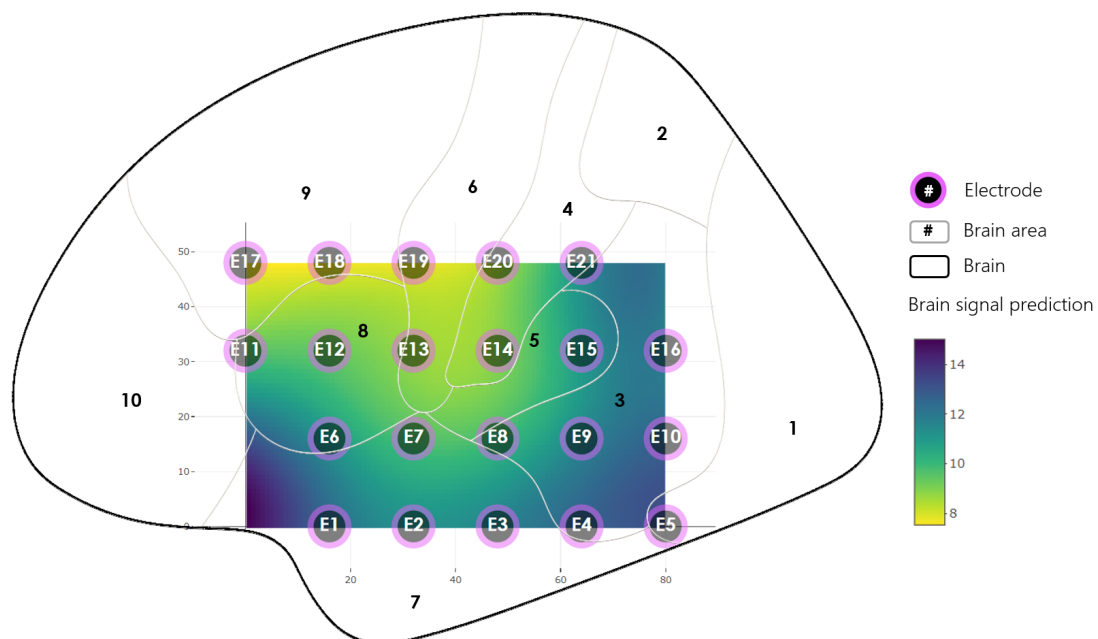 2
9
6
4
# Electrode
# Brain area
Brain
Brain signal prediction
50
E17 E18 E19 E20 E21
40
8
5
14
30
E11 E12 E13 E14 E15 E16
10
3
12
20
1
E6 E7 E8 E9 E10
10
10
8
0
E1 E2 E3 E4 E5
20 40 60 80
7